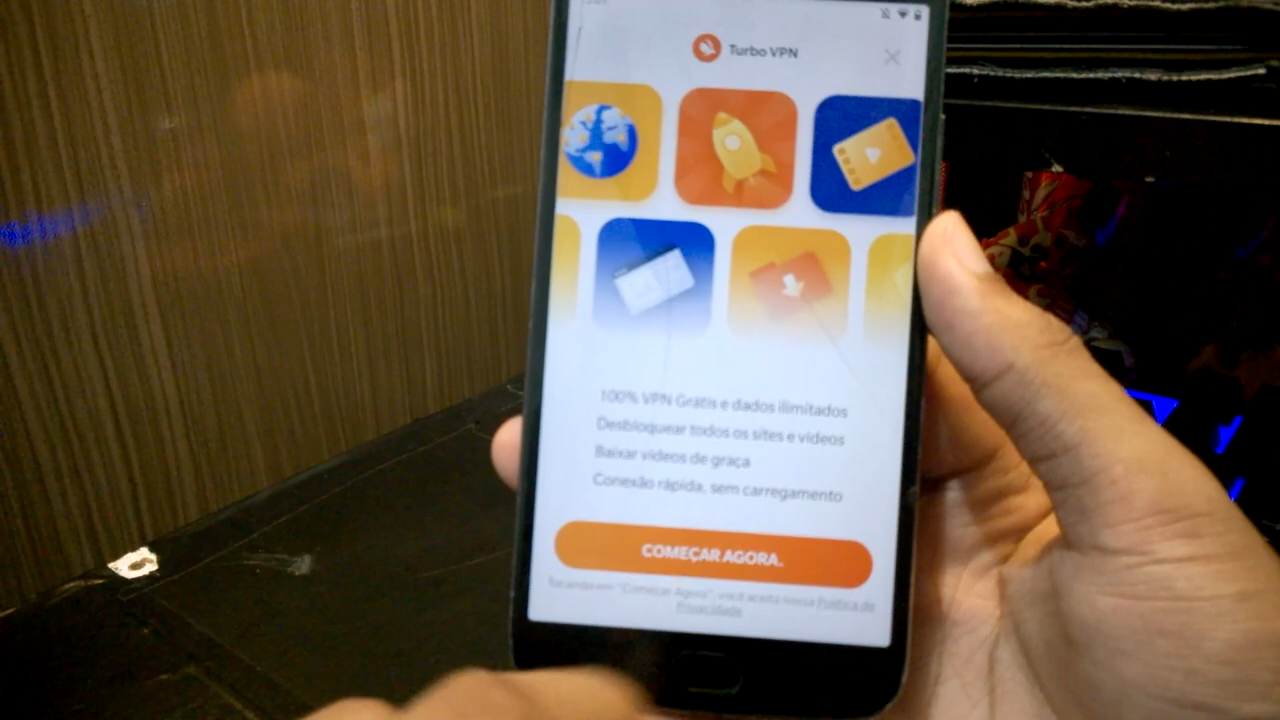 Turbo VPN
100% VPN Grátis e dados ilimitados
Desbloquear todos os sites e vídeos
Baixar vídeos de graça
Conexão rápida, sem carregamento
COMEÇAR AGORA.
Tocando em "Começar Agora", você aceita nossa Política de
Privacidade